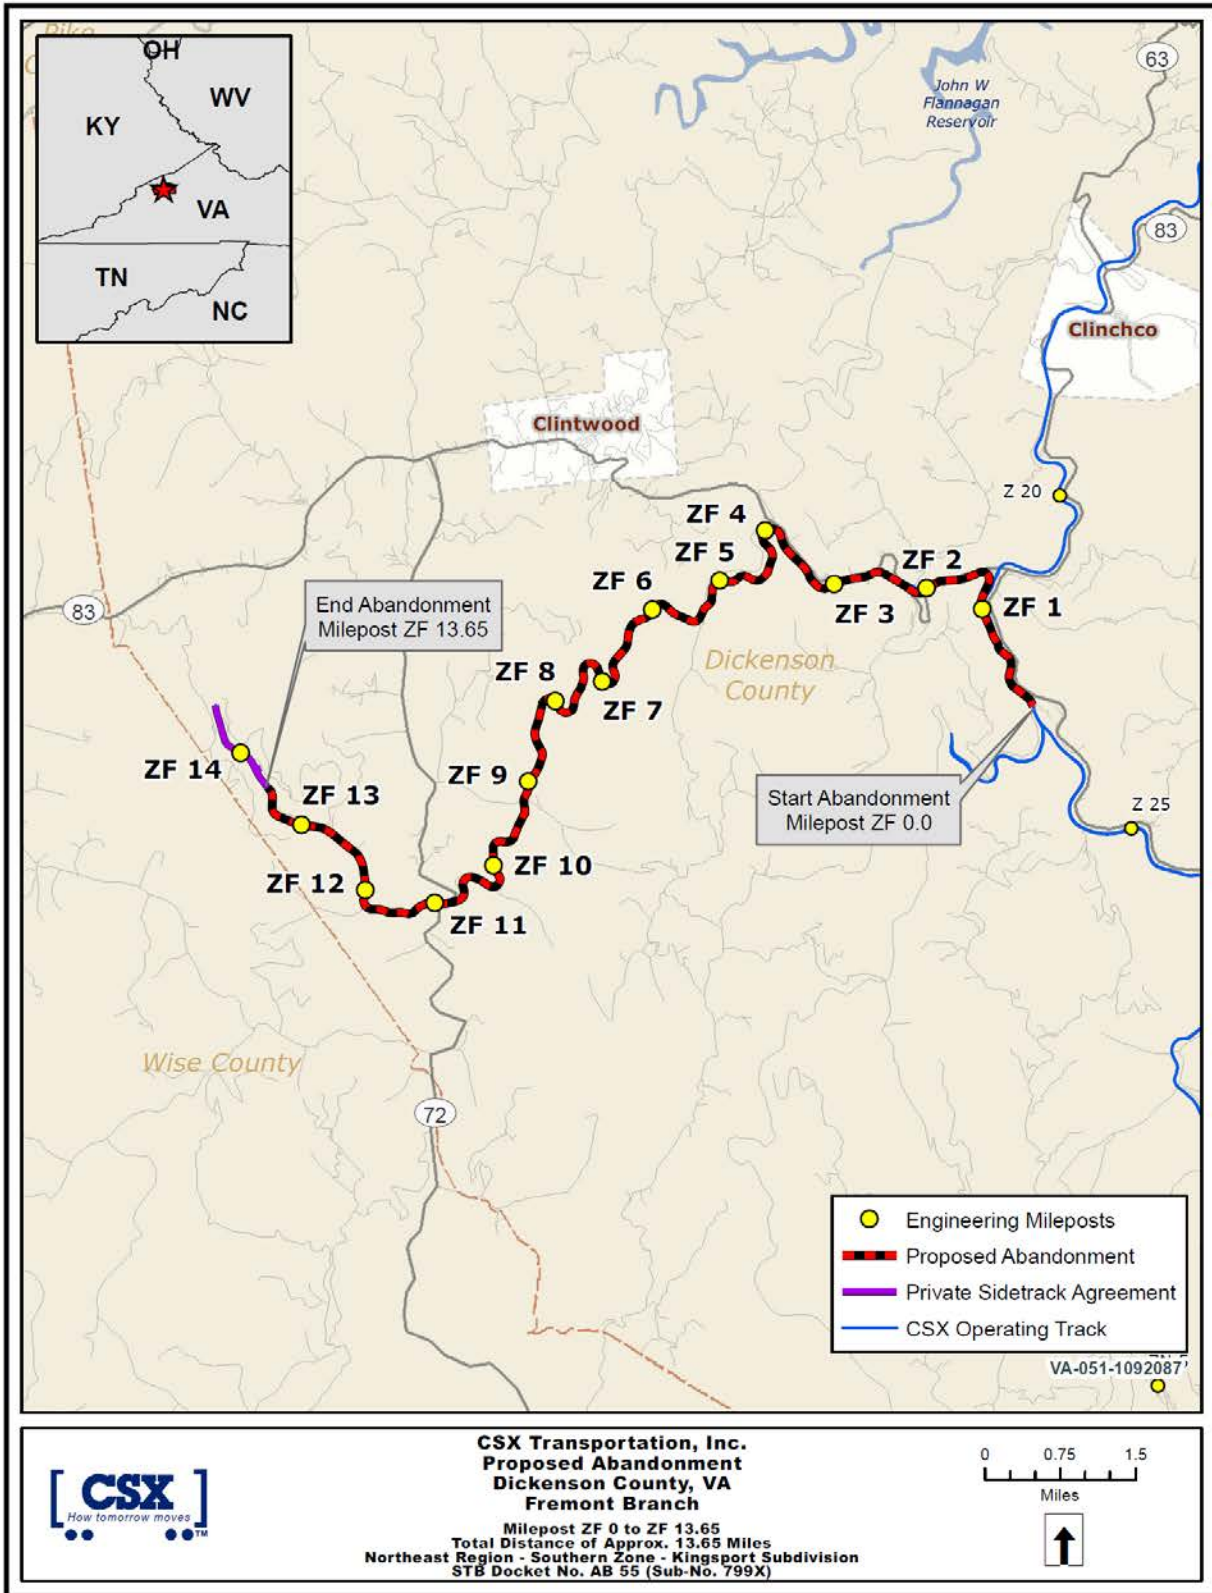 Pike
OH
WV
KY
VA
TN
NC
John W
Flannagan
Reservoir
63
83
Clinchco
Clintwood
Z 20
ZF 4
ZF 5
ZF 2
ZF 6
ZF 3
ZF 1
83
End Abandonment
Milepost ZF 13.65
Dickenson
County
ZF 8
ZF 7
ZF 14
ZF 9
ZF 13
Start Abandonment
Milepost ZF 0.0
Z 25
ZF 10
ZF 12
ZF 11
Wise County
72
Engineering Mileposts
Proposed Abandonment
Private Sidetrack Agreement
CSX Operating Track
VA-051-1092087
CSX Transportation, Inc.
Proposed Abandonment
Dickenson County, VA
Fremont Branch
Milepost ZF 0 to ZF 13.65
Total Distance of Approx. 13.65 Miles
Northeast Region - Southern Zone - Kingsport Subdivision
STB Docket No. AB 55 (Sub-No. 799X)
CSX
How tomorrow moves
TM
0 0.75 1.5
Miles